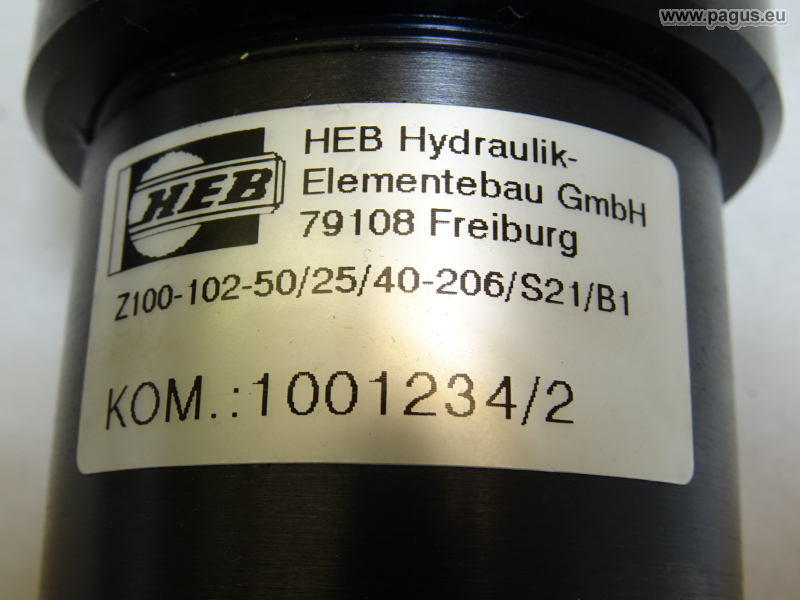 www.pagus.eu
HEB
HEB Hydraulik-
Elementebau GmbH
79108 Freiburg
Z100-102-50/25/40-206/S21/B1
KOM.:1001234/2